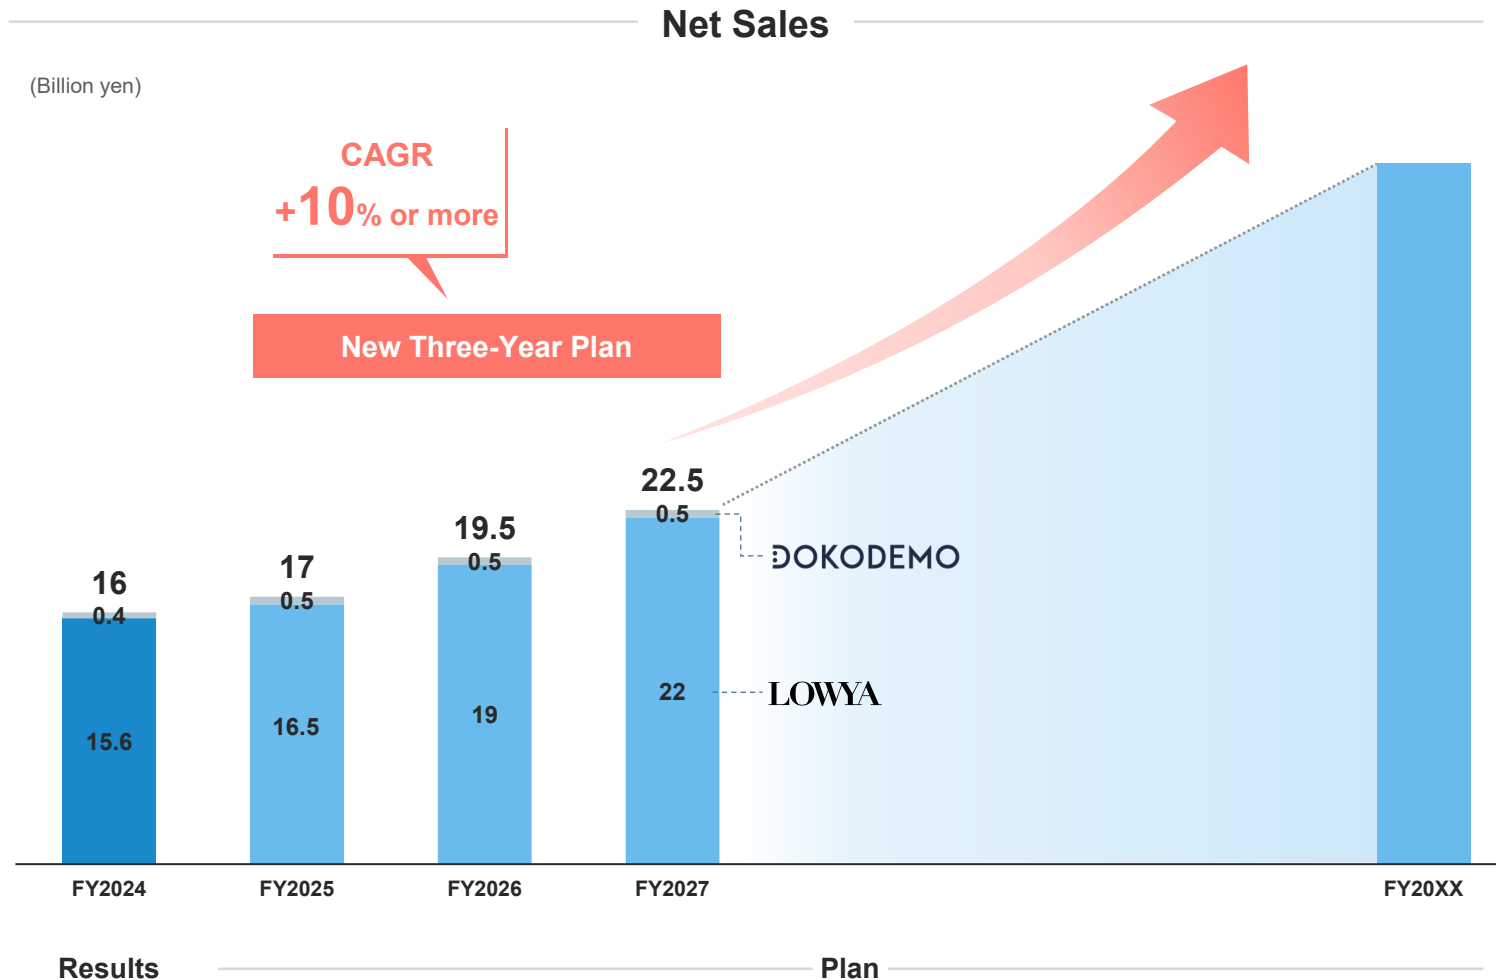 Net Sales
(Billion yen)
CAGR
+10% or more
New Three-Year Plan
16
0.4
15.6
17
0.5
16.5
19.5
0.5
19
22.5
0.5
22
DOKODEMO
LOWYA
FY2024
FY2025
FY2026
FY2027
FY20XX
Results
Plan